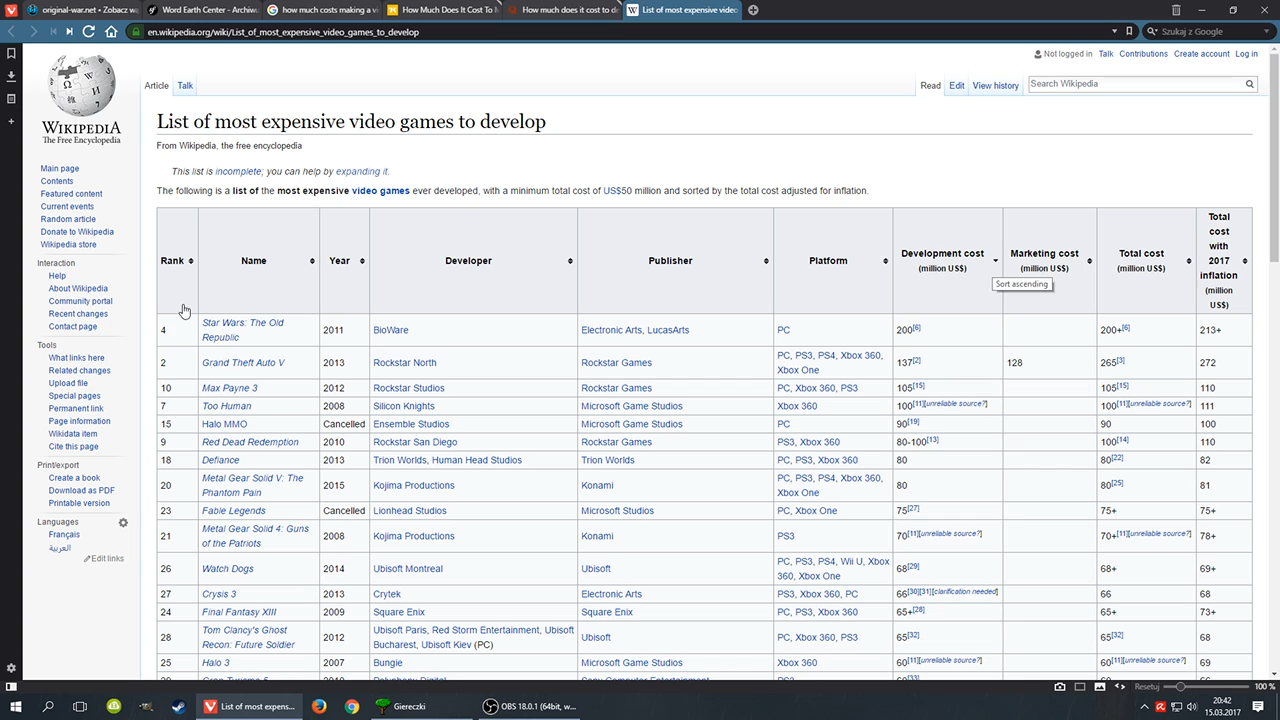 original-war.net • Zobacz w
Word Earth Center - Archiw
how much costs making a vi
How Much Does It Cost To M
How much does it cost to de
List of most expensive video
en.wikipedia.org/wiki/List_of_most_expensive_video_games_to_develop
Szukaj z Google
Not logged in Talk Contributions Create account Log in
Article Talk
Read Edit View history
Search Wikipedia
WIKIPEDIA
The Free Encyclopedia
Main page
Contents
Featured content
Current events
Random article
Donate to Wikipedia
Wikipedia store
Interaction
Help
About Wikipedia
Community portal
Recent changes
Contact page
Tools
What links here
Related changes
Upload file
Special pages
Permanent link
Page information
Wikidata item
Cite this page
Print/export
Create a book
Download as PDF
Printable version
Languages
Français
العربية
Edit links
List of most expensive video games to develop
From Wikipedia, the free encyclopedia
This list is incomplete; you can help by expanding it.
The following is a list of the most expensive video games ever developed, with a minimum total cost of US$50 million and sorted by the total cost adjusted for inflation.
Rank Name Year Developer Publisher Platform Development cost (million US$) Marketing cost (million US$) Total cost (million US$) Total cost with 2017 inflation (million US$)
Sort ascending
4 Star Wars: The Old Republic 2011 BioWare Electronic Arts, LucasArts PC 200[6] 200+[6] 213+
2 Grand Theft Auto V 2013 Rockstar North Rockstar Games PC, PS3, PS4, Xbox 360, Xbox One 137[2] 128 265[3] 272
10 Max Payne 3 2012 Rockstar Studios Rockstar Games PC, Xbox 360, PS3 105[15] 105[15] 110
7 Too Human 2008 Silicon Knights Microsoft Game Studios Xbox 360 100[11][unreliable source?] 100[11][unreliable source?] 111
15 Halo MMO Cancelled Ensemble Studios Microsoft Game Studios PC 90[19] 90 100
9 Red Dead Redemption 2010 Rockstar San Diego Rockstar Games PS3, Xbox 360 80-100[13] 100[14] 110
18 Defiance 2013 Trion Worlds, Human Head Studios Trion Worlds PC, PS3, Xbox 360 80 80[22] 82
20 Metal Gear Solid V: The Phantom Pain 2015 Kojima Productions Konami PC, PS3, PS4, Xbox 360, Xbox One 80 80[25] 81
23 Fable Legends Cancelled Lionhead Studios Microsoft Studios PC, Xbox One 75[27] 75+ 75+
21 Metal Gear Solid 4: Guns of the Patriots 2008 Kojima Productions Konami PS3 70[11][unreliable source?] 70+[11][unreliable source?] 78+
26 Watch Dogs 2014 Ubisoft Montreal Ubisoft PC, PS3, PS4, Wii U, Xbox 360, Xbox One 68[29] 68+ 69+
27 Crysis 3 2013 Crytek Electronic Arts PS3, Xbox 360, PC 66[30][31][clarification needed] 66 68
24 Final Fantasy XIII 2009 Square Enix Square Enix PC, PS3, Xbox 360 65+[28] 65+ 73+
28 Tom Clancy's Ghost Recon: Future Soldier 2012 Ubisoft Paris, Red Storm Entertainment, Ubisoft Bucharest, Ubisoft Kiev (PC) Ubisoft PC, Xbox 360, PS3 65[32] 65[32] 68
25 Halo 3 2007 Bungie Microsoft Game Studios Xbox 360 60[11][unreliable source?] 60[11][unreliable source?] 69
Resetuj 100 %
List of most expens...
Giereczki
OBS 18.0.1 (64bit, w...
20:42
15.03.2017